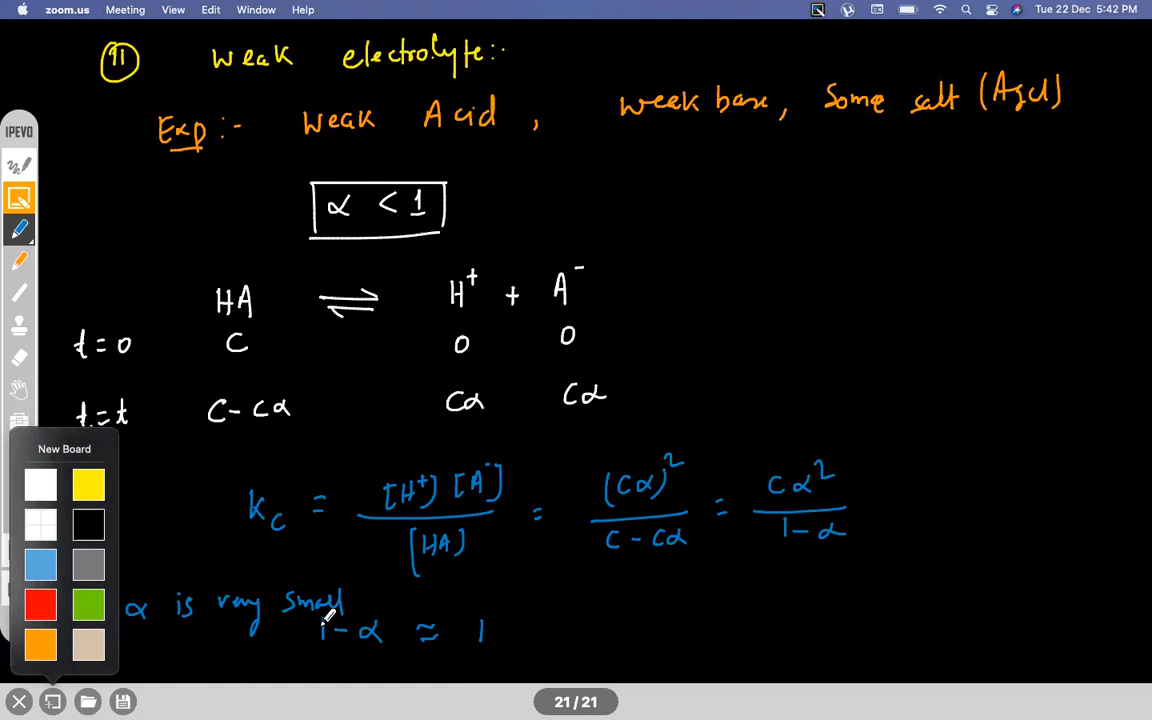 zoom.us Meeting View Window Help Edit Tue 22 Dec 5:42 PM
11 Weak electrolyte:-
Exp :- Weak Acid , weak base, Some salt (AgCl)
IPEVO
α < 1
HA ⇌ H⁺ + A⁻
t=0 C 0 0
t=t C-Cα Cα Cα
New Board
Kc = [H⁺] [A⁻] / [HA] = (Cα)² / C-Cα = Cα² / 1-α
α is very small
1-α ≅ 1
21/21